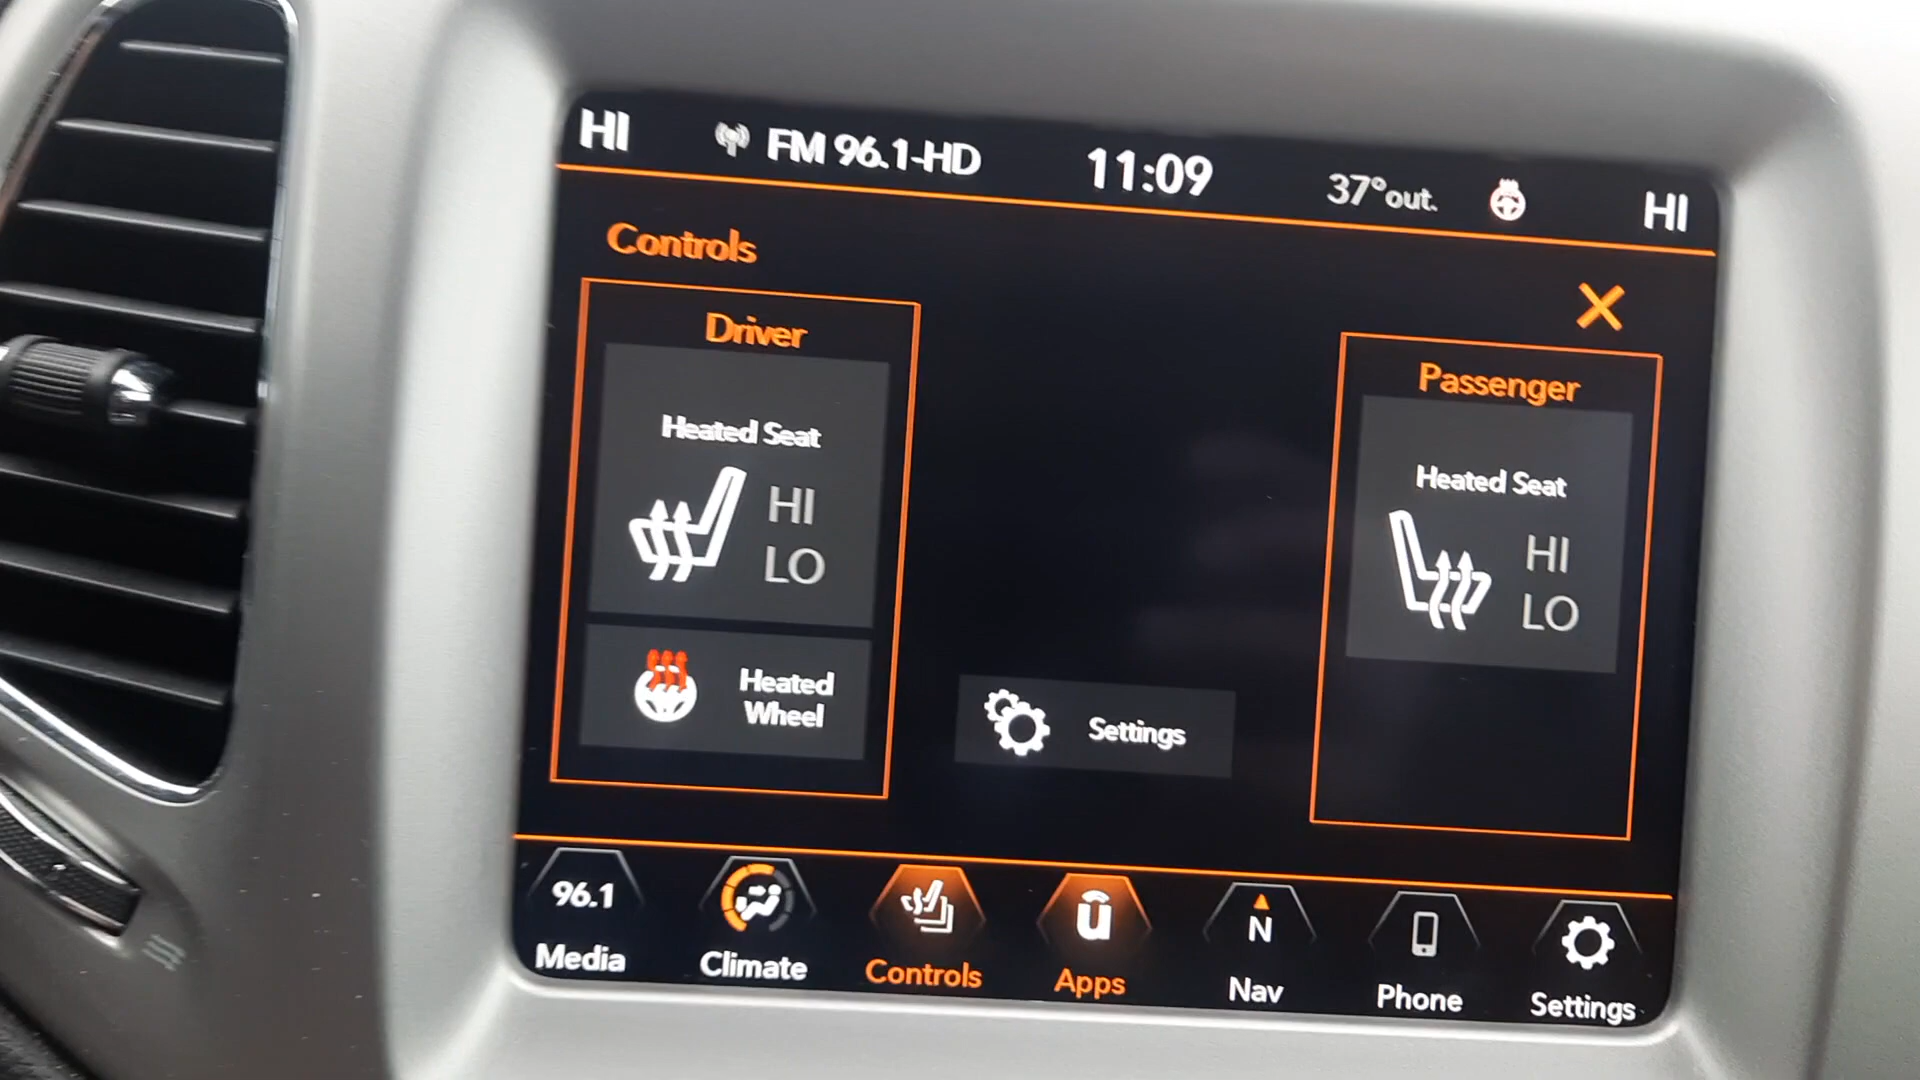 HI
FM 96.1-HD
11:09
37°out.
HI
Controls
Driver
Heated Seat
HI
LO
Heated
Wheel
Settings
Passenger
Heated Seat
HI
LO
96.1
Media
Climate
Controls
Apps
N
Nav
Phone
Settings